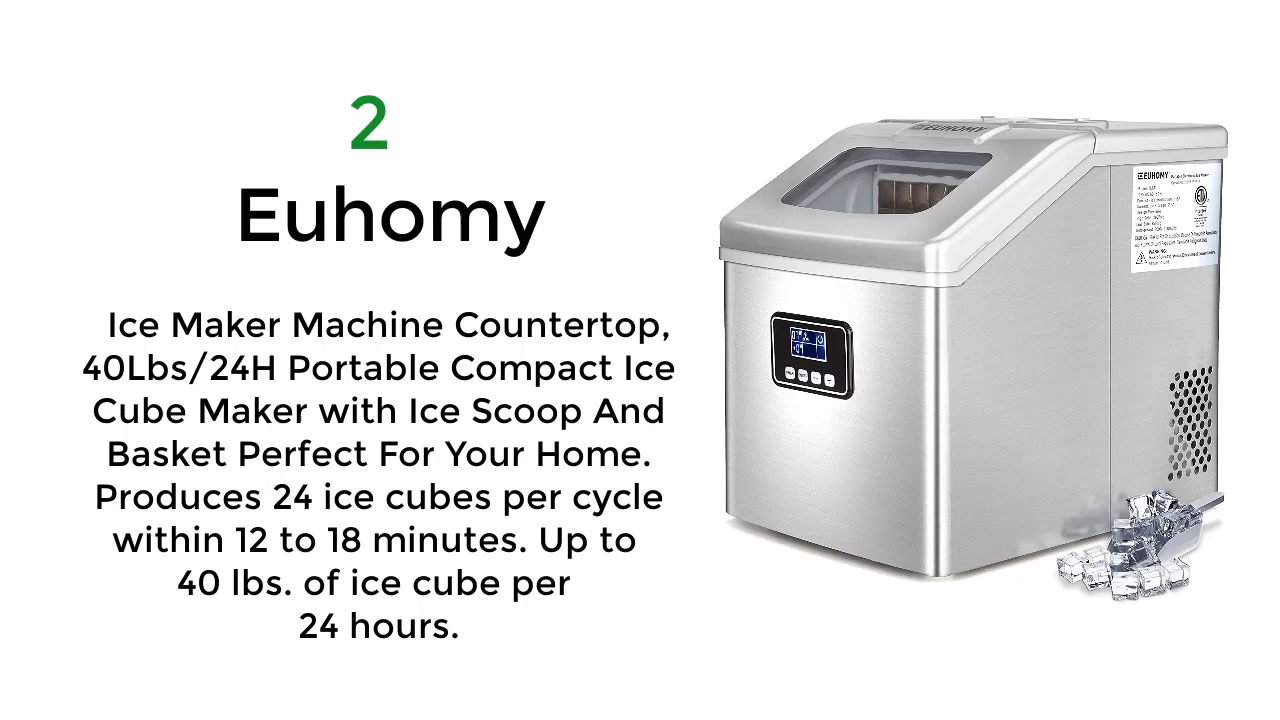 2
Euhomy
Ice Maker Machine Countertop,
40Lbs/24H Portable Compact Ice
Cube Maker with Ice Scoop And
Basket Perfect For Your Home.
Produces 24 ice cubes per cycle
within 12 to 18 minutes. Up to
40 lbs. of ice cube per
24 hours.
EUHOMY
EUHOMY
WARNING: